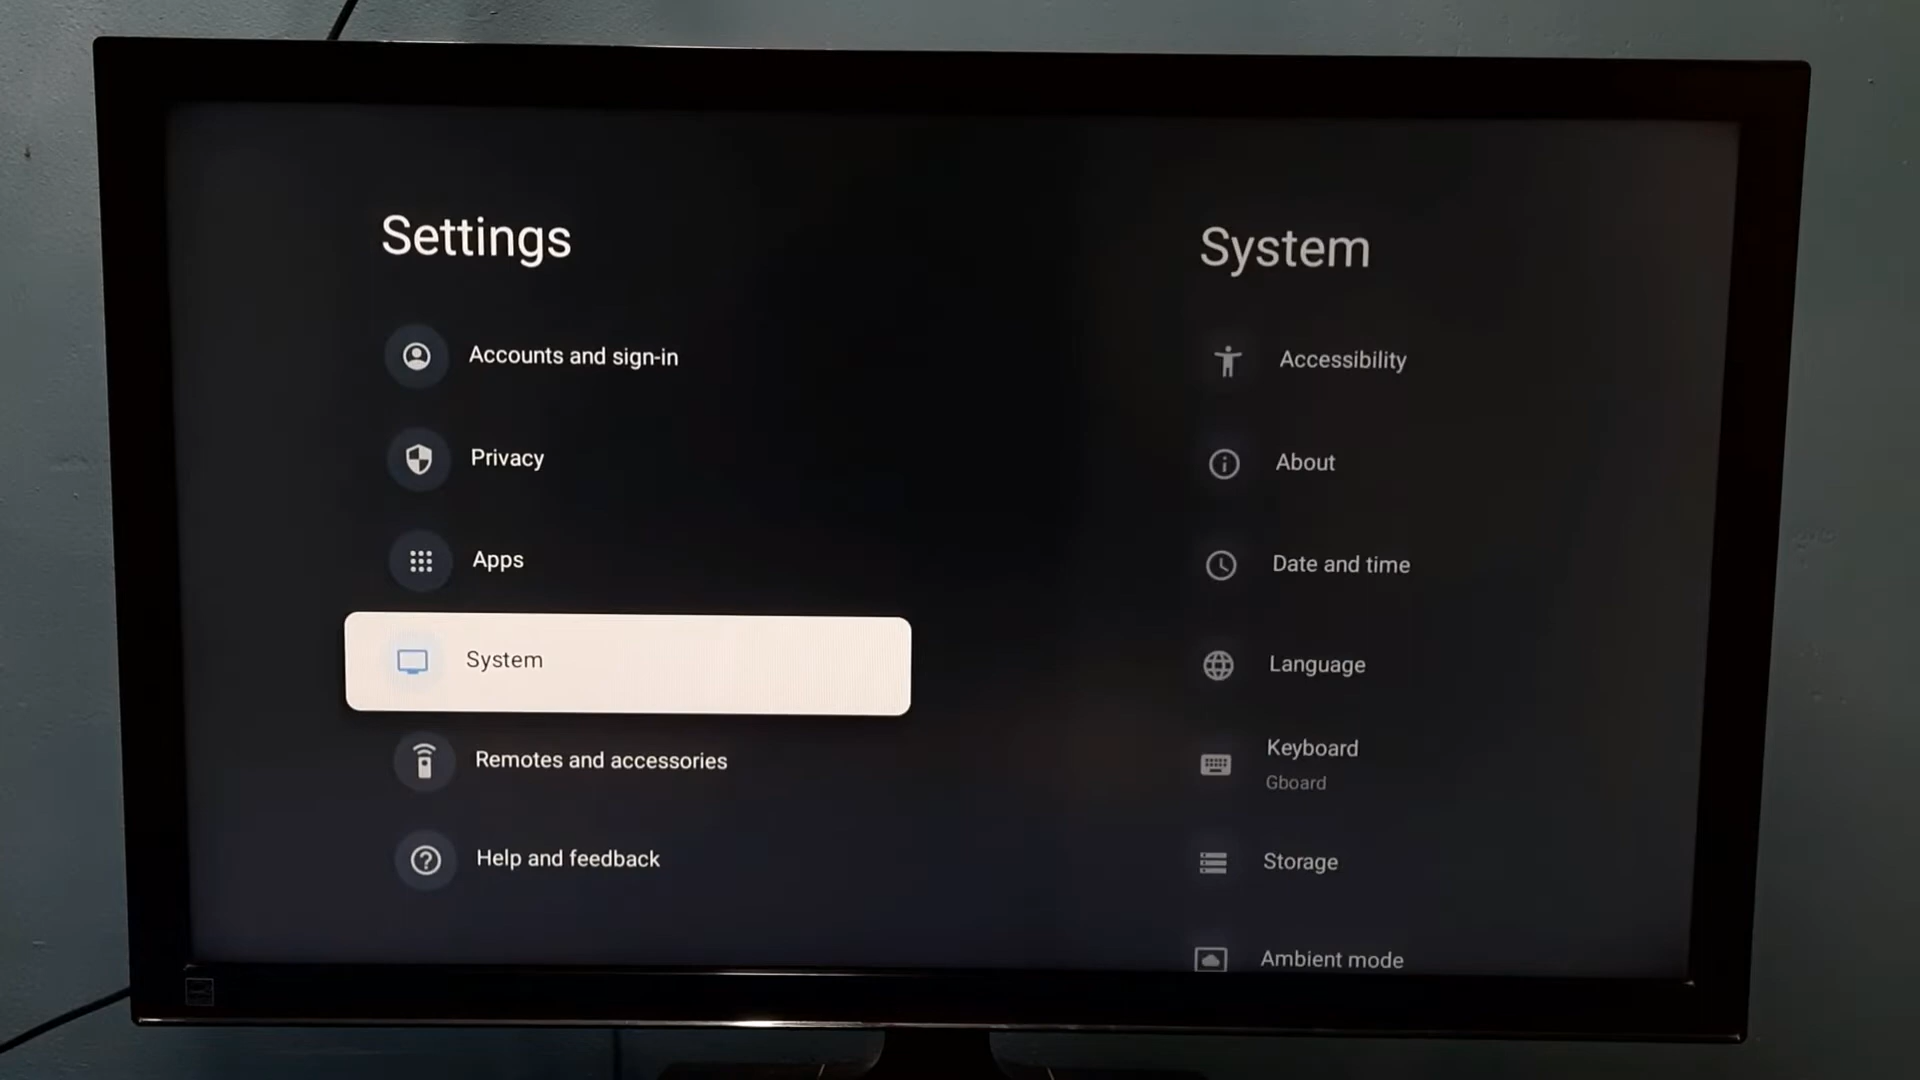 Settings
Accounts and sign-in
Privacy
Apps
System
Remotes and accessories
Help and feedback
System
Accessibility
About
Date and time
Language
Keyboard
Gboard
Storage
Ambient mode